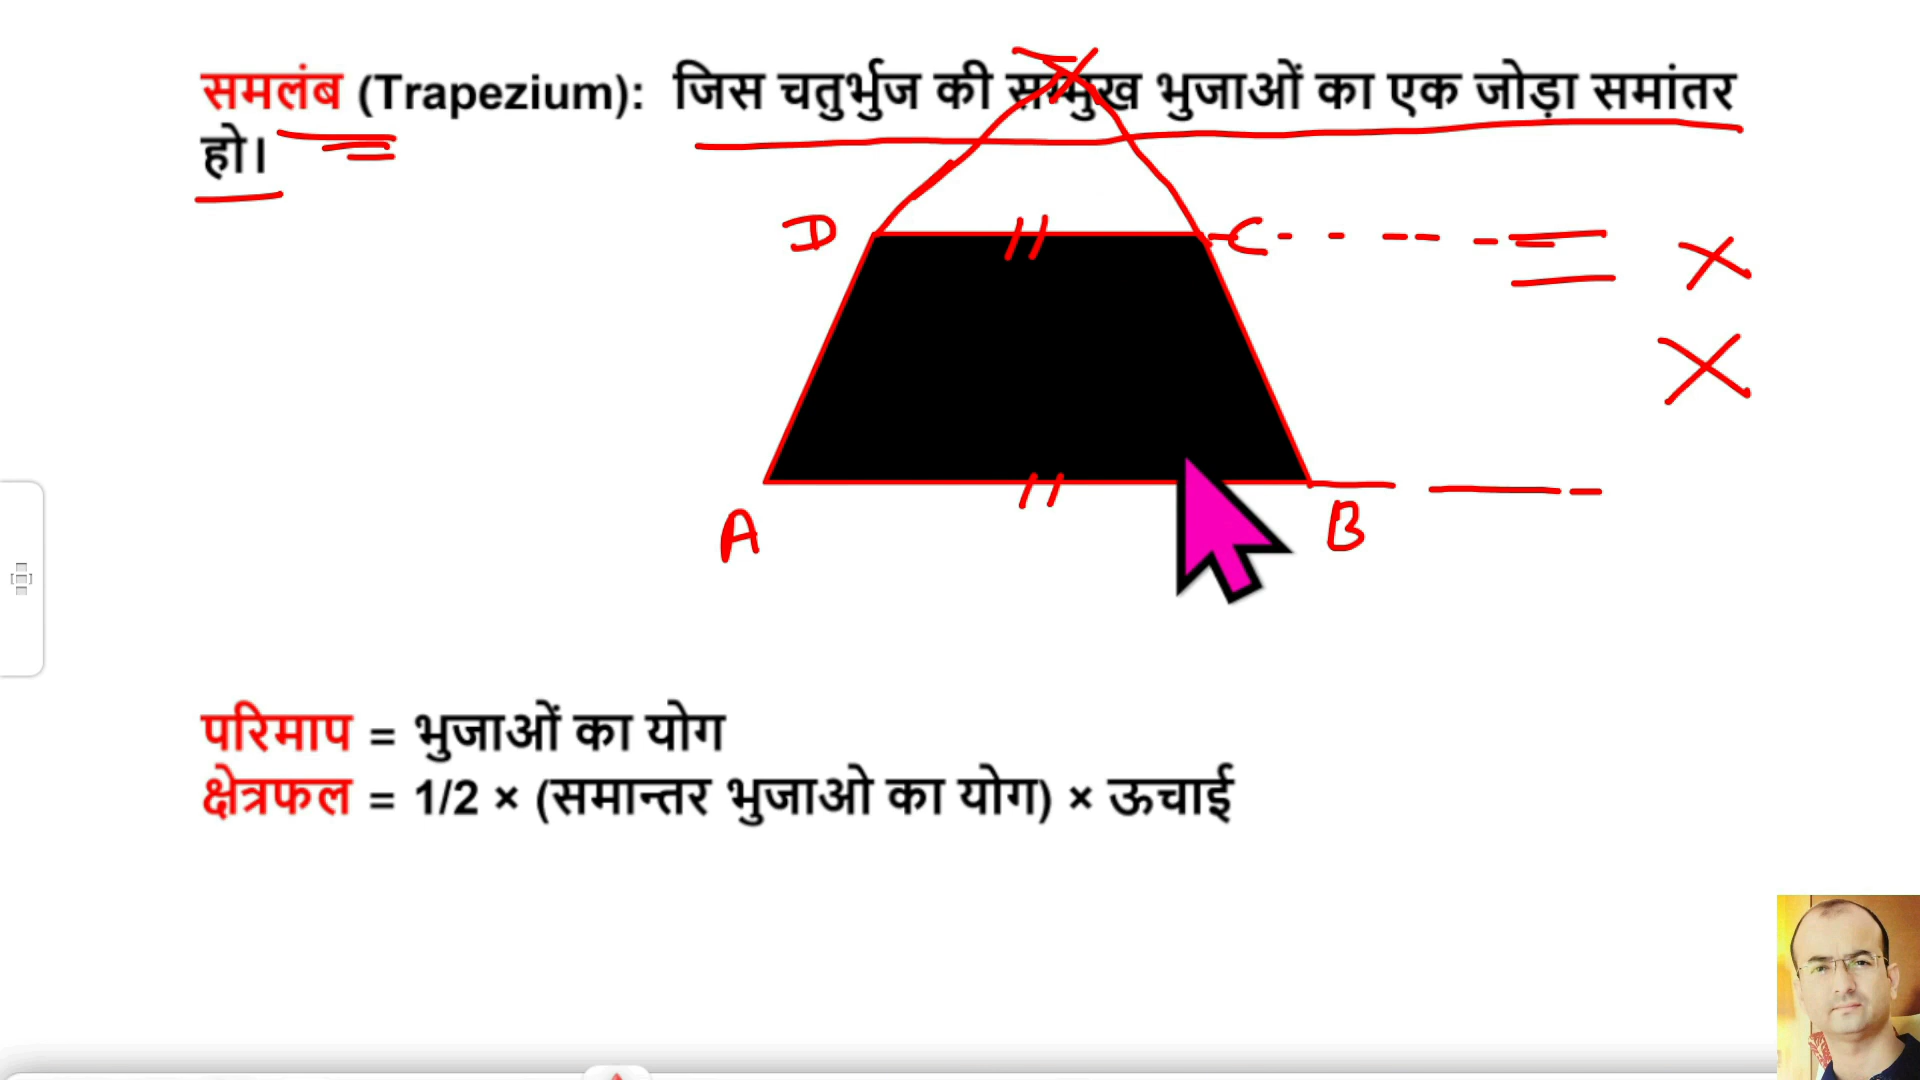 समलंब (Trapezium): जिस चतुर्भुज की सम्मुख भुजाओं का एक जोड़ा समांतर
हो।
D C
A B
परिमाप = भुजाओं का योग
क्षेत्रफल = 1/2 × (समान्तर भुजाओ का योग) × ऊचाई